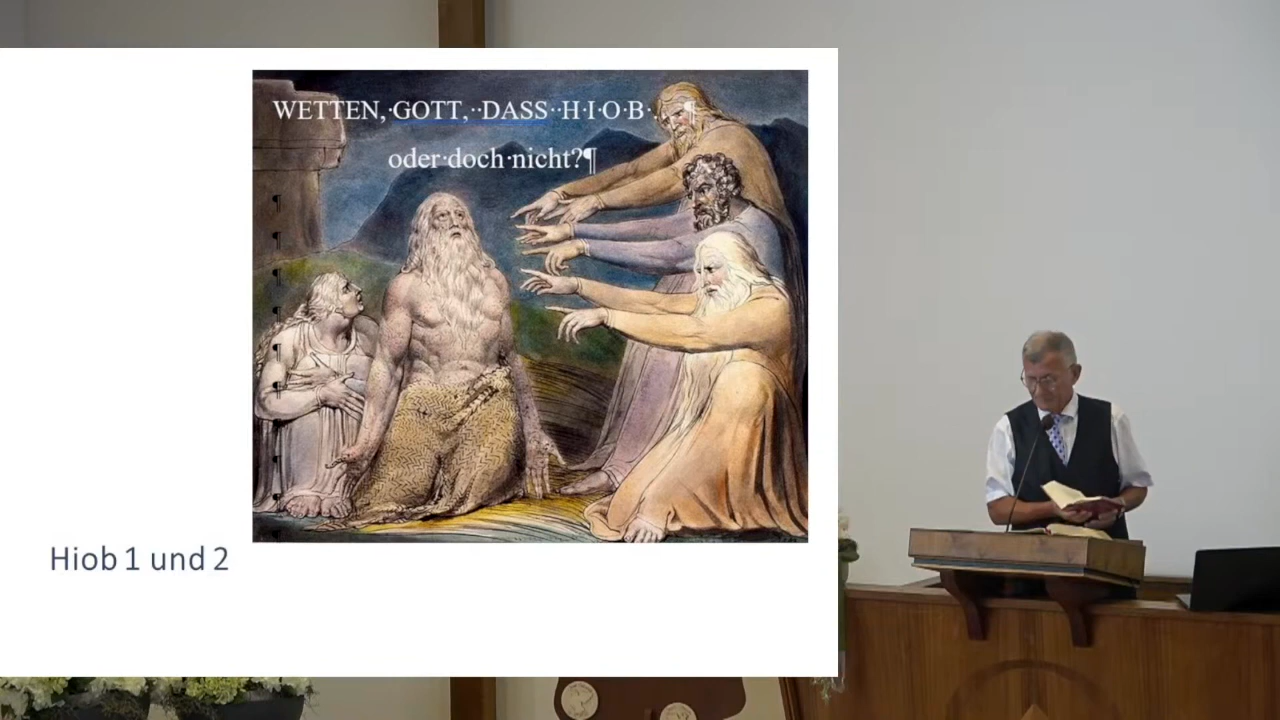 WETTEN,·GOTT,··DASS··H·I·O·B·...¶
oder·doch·nicht?¶
¶
¶
¶
¶
¶
¶
¶
¶
Hiob 1 und 2